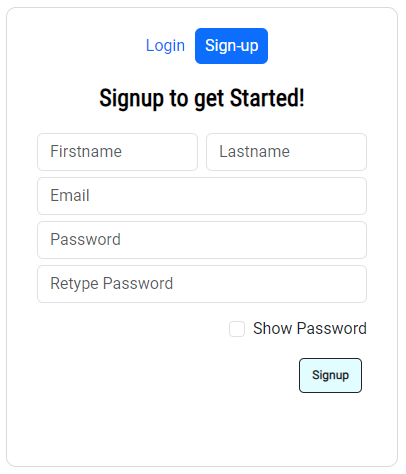 Login Sign-up
Signup to get Started!
Firstname Lastname
Email
Password
Retype Password
Show Password
Signup